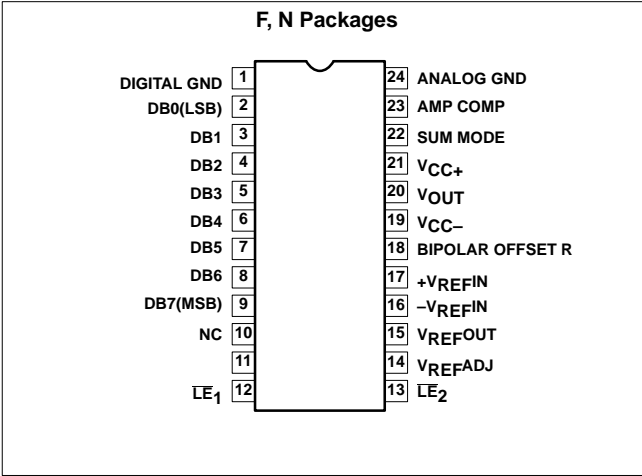 F, N Packages
DIGITAL GND 1 24 ANALOG GND
DB0(LSB) 2 23 AMP COMP
DB1 3 22 SUM MODE
DB2 4 21 VCC+
DB3 5 20 VOUT
DB4 6 19 VCC–
DB5 7 18 BIPOLAR OFFSET R
DB6 8 17 +VREFIN
DB7(MSB) 9 16 –VREFIN
NC 10 15 VREFOUT
11 14 VREFADJ
L̅E̅1 12 13 L̅E̅2